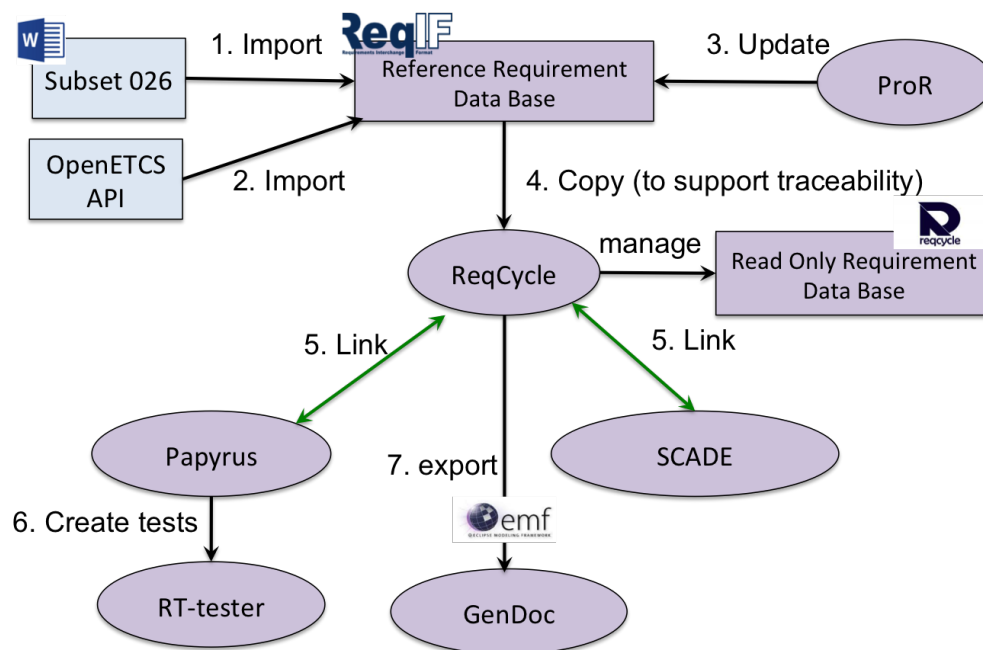 W
ReqIF
Requirements Interchange Format
1. Import
3. Update
Subset 026
Reference Requirement
Data Base
ProR
OpenETCS
API
2. Import
4. Copy (to support traceability)
reqcycle
manage
ReqCycle
Read Only Requirement
Data Base
5. Link
5. Link
Papyrus
SCADE
7. export
emf
ECLIPSE MODELING FRAMEWORK
6. Create tests
RT-tester
GenDoc